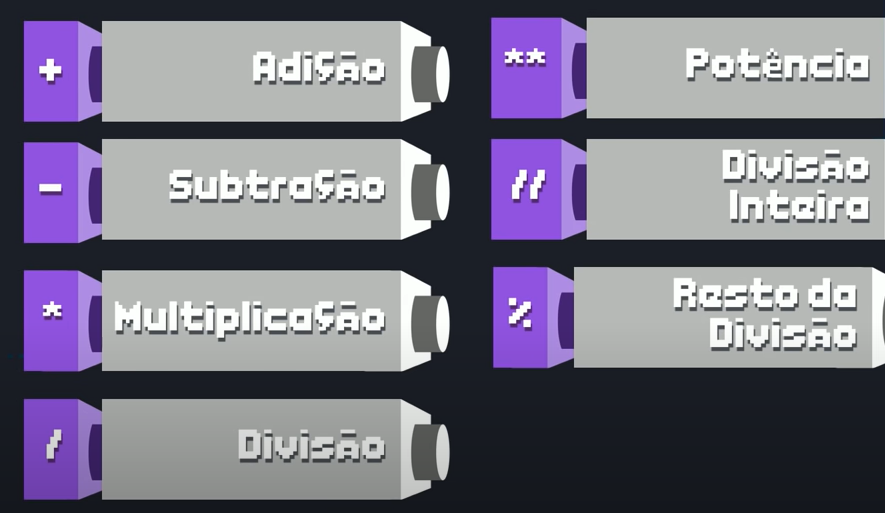 + Adição
- Subtração
* Multiplicação
/ Divisão
** Potência
// Divisão
Inteira
% Resto da
Divisão